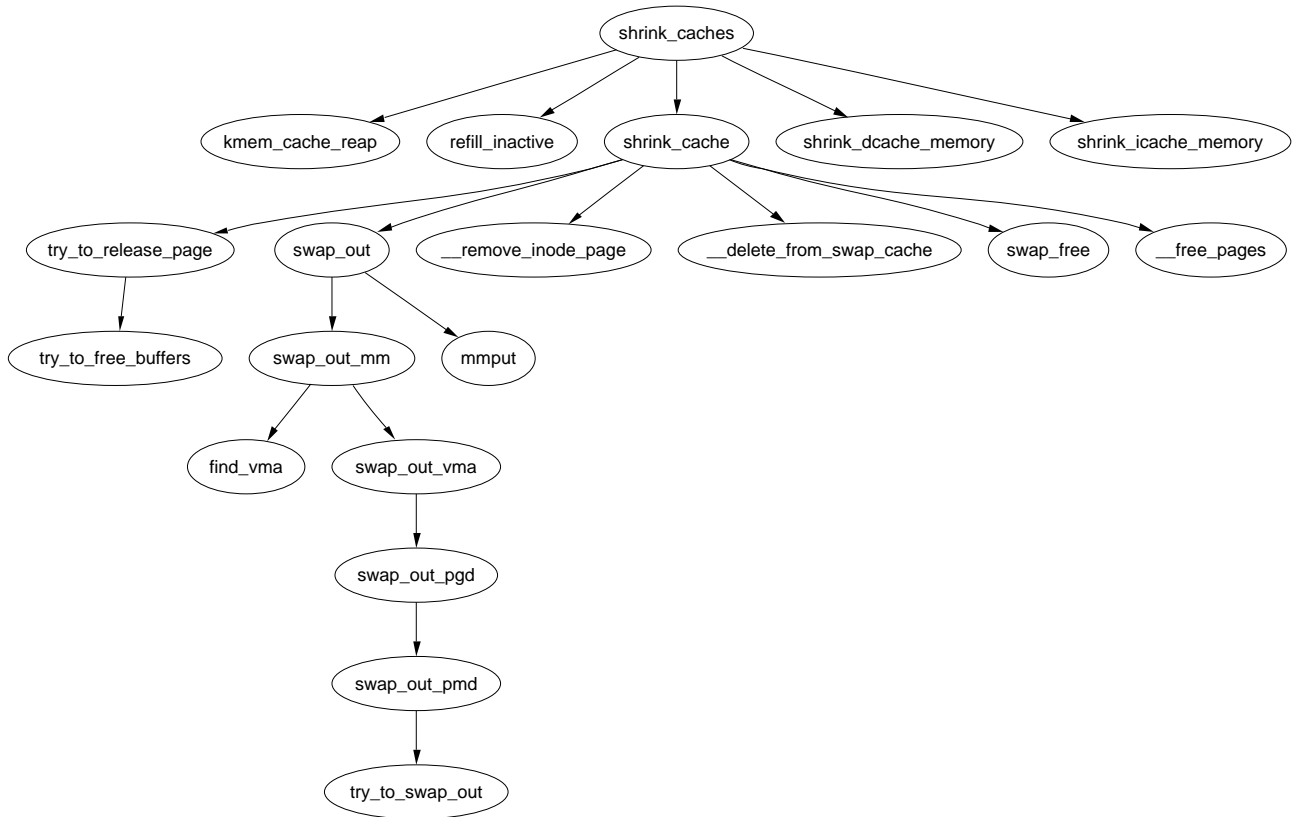 shrink_caches
kmem_cache_reap
refill_inactive
shrink_cache
shrink_dcache_memory
shrink_icache_memory
try_to_release_page
swap_out
__remove_inode_page
__delete_from_swap_cache
swap_free
__free_pages
try_to_free_buffers
swap_out_mm
mmput
find_vma
swap_out_vma
swap_out_pgd
swap_out_pmd
try_to_swap_out